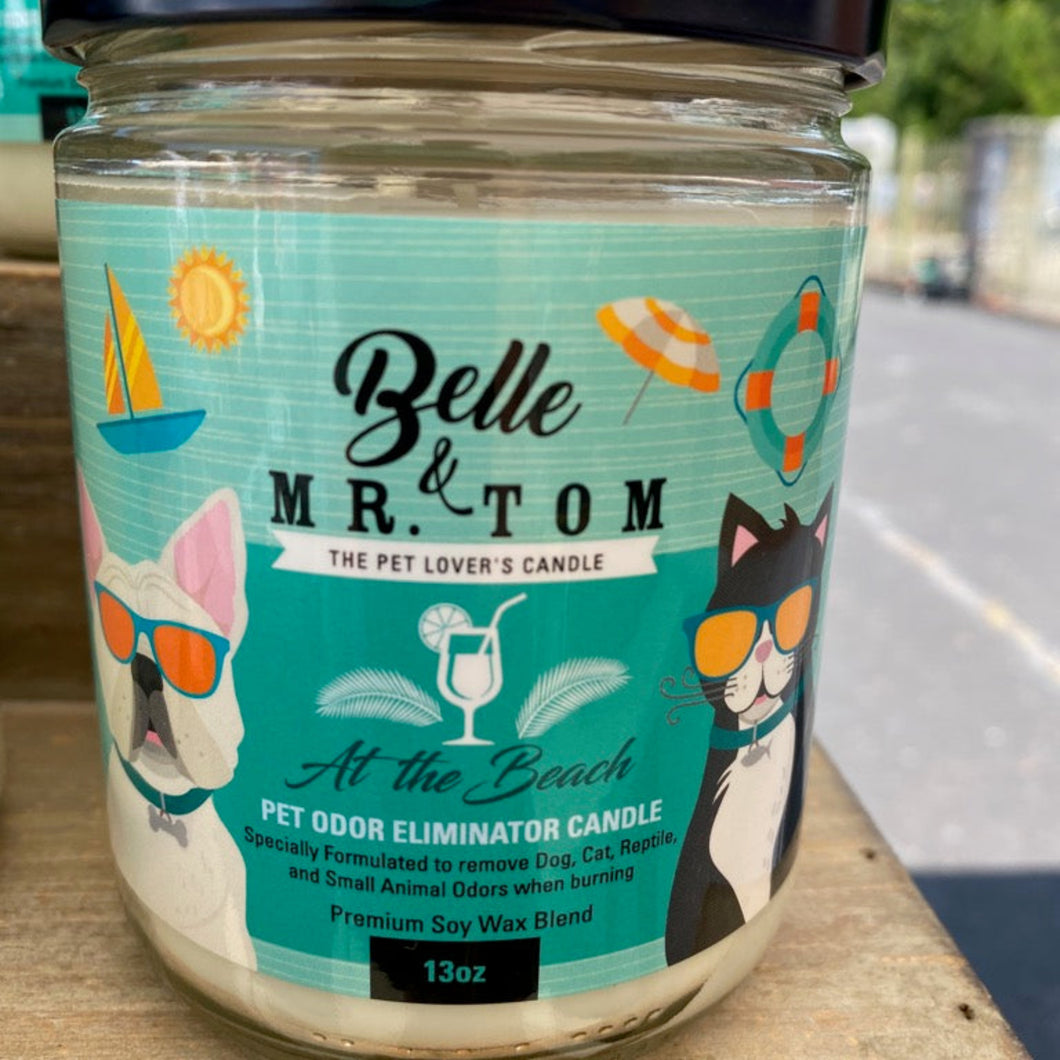 Belle
&
MR. TOM
THE PET LOVER'S CANDLE
At the Beach
PET ODOR ELIMINATOR CANDLE
Specially Formulated to remove Dog, Cat, Reptile,
and Small Animal Odors when burning
Premium Soy Wax Blend
13oz